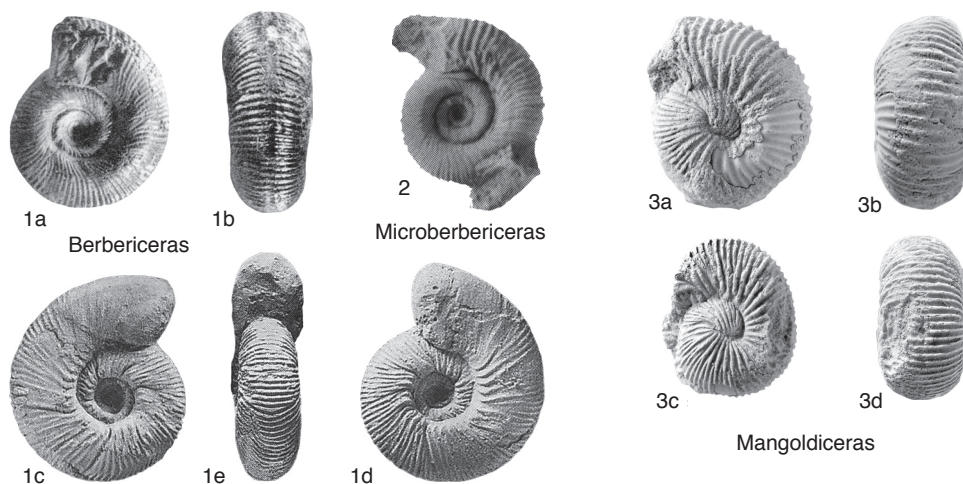 1a
1b
2
3a
3b
Berbericeras
Microberbericeras
3c
3d
1c
1e
1d
Mangoldiceras